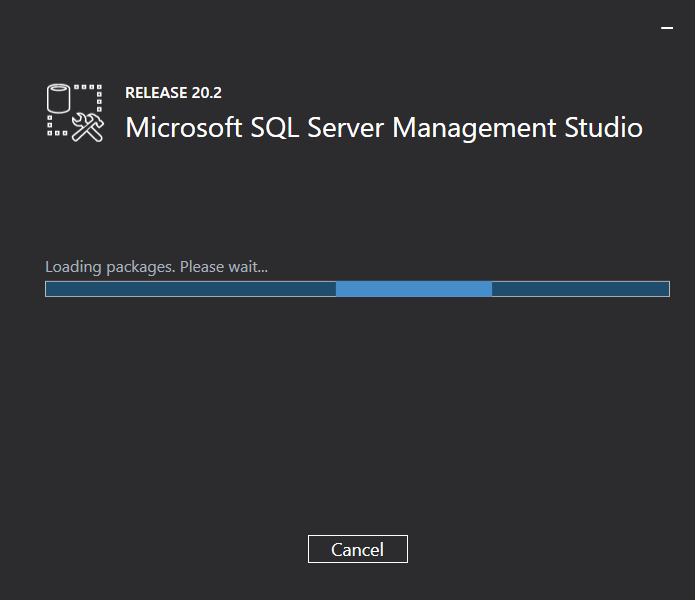 RELEASE 20.2
Microsoft SQL Server Management Studio
Loading packages. Please wait...
Cancel